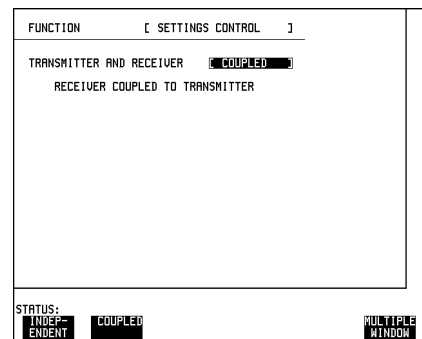 FUNCTION [ SETTINGS CONTROL ]
TRANSMITTER AND RECEIVER [ COUPLED ]
RECEIVER COUPLED TO TRANSMITTER
STATUS:
INDEP-
ENDENT
COUPLED
MULTIPLE
WINDOW